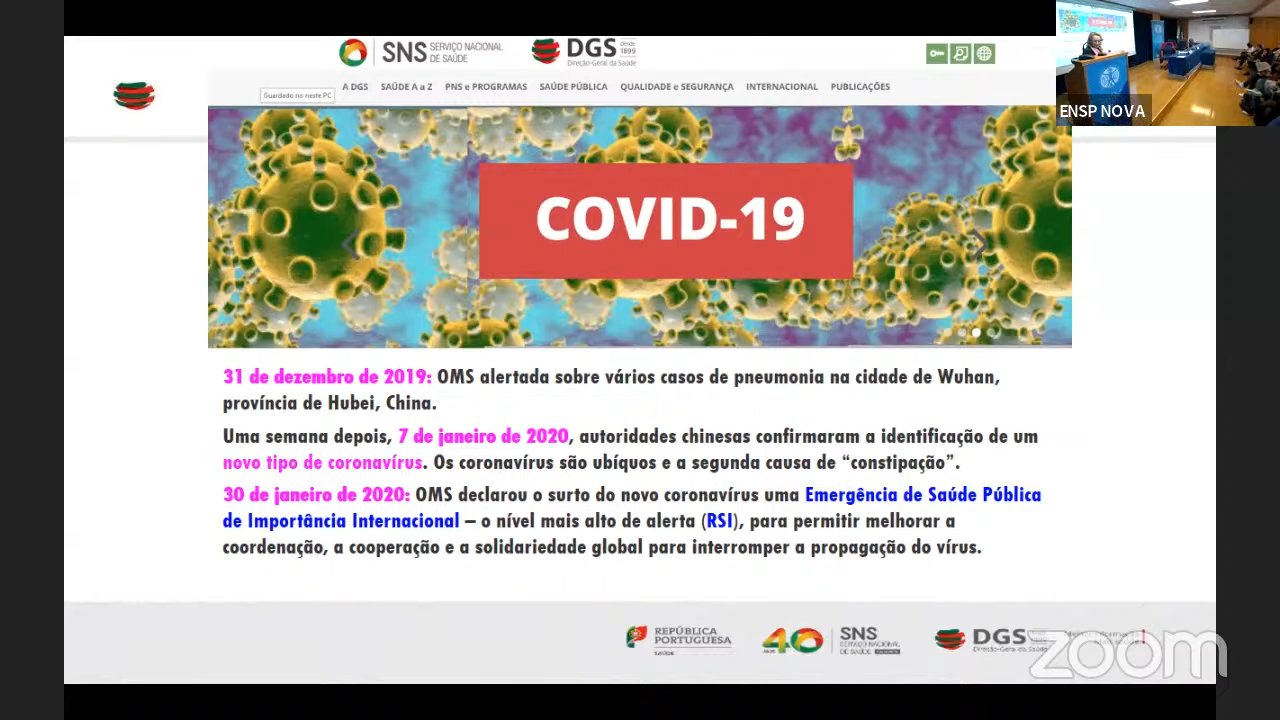 SNS SERVIÇO NACIONAL
DE SAÚDE
DGS desde
1899
Direção-Geral da Saúde
A DGS SAÚDE A a Z PNS e PROGRAMAS SAÚDE PÚBLICA QUALIDADE e SEGURANÇA INTERNACIONAL PUBLICAÇÕES
Guardado no neste PC
ENSP NOVA
COVID-19
31 de dezembro de 2019: OMS alertada sobre vários casos de pneumonia na cidade de Wuhan,
província de Hubei, China.
Uma semana depois, 7 de janeiro de 2020, autoridades chinesas confirmaram a identificação de um
novo tipo de coronavírus. Os coronavírus são ubíquos e a segunda causa de “constipação”.
30 de janeiro de 2020: OMS declarou o surto do novo coronavírus uma Emergência de Saúde Pública
de Importância Internacional – o nível mais alto de alerta (RSI), para permitir melhorar a
coordenação, a cooperação e a solidariedade global para interromper a propagação do vírus.
REPÚBLICA
PORTUGUESA
SAÚDE
40 SNS
SERVIÇO NACIONAL
DE SAÚDE
DGS
Direção-Geral da Saúde
zoom